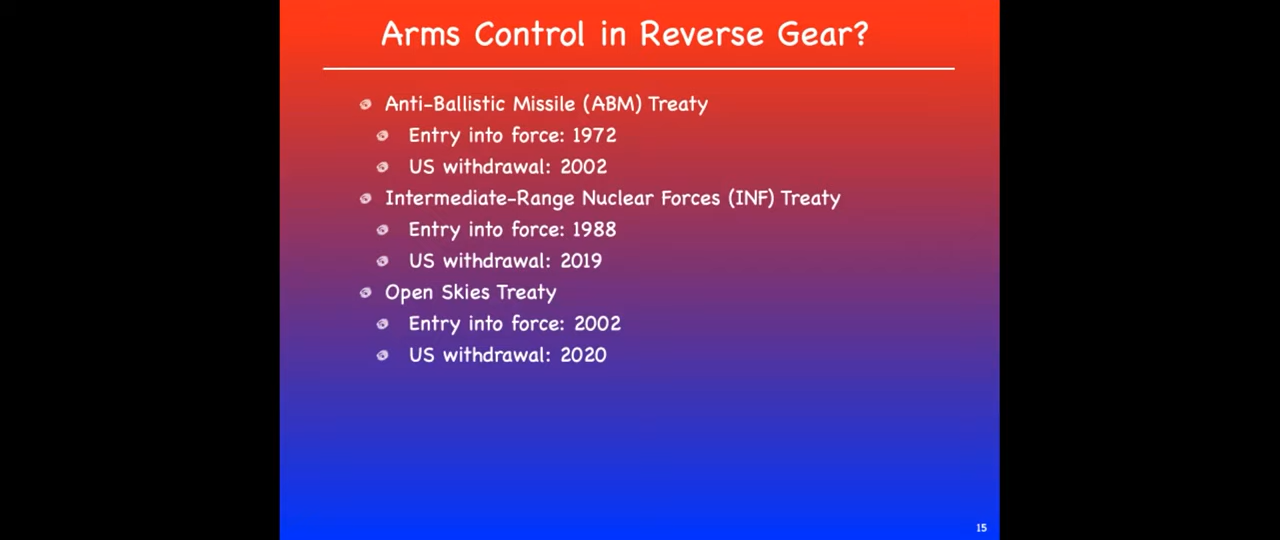 Arms Control in Reverse Gear?
Anti-Ballistic Missile (ABM) Treaty
Entry into force: 1972
US withdrawal: 2002
Intermediate-Range Nuclear Forces (INF) Treaty
Entry into force: 1988
US withdrawal: 2019
Open Skies Treaty
Entry into force: 2002
US withdrawal: 2020
15